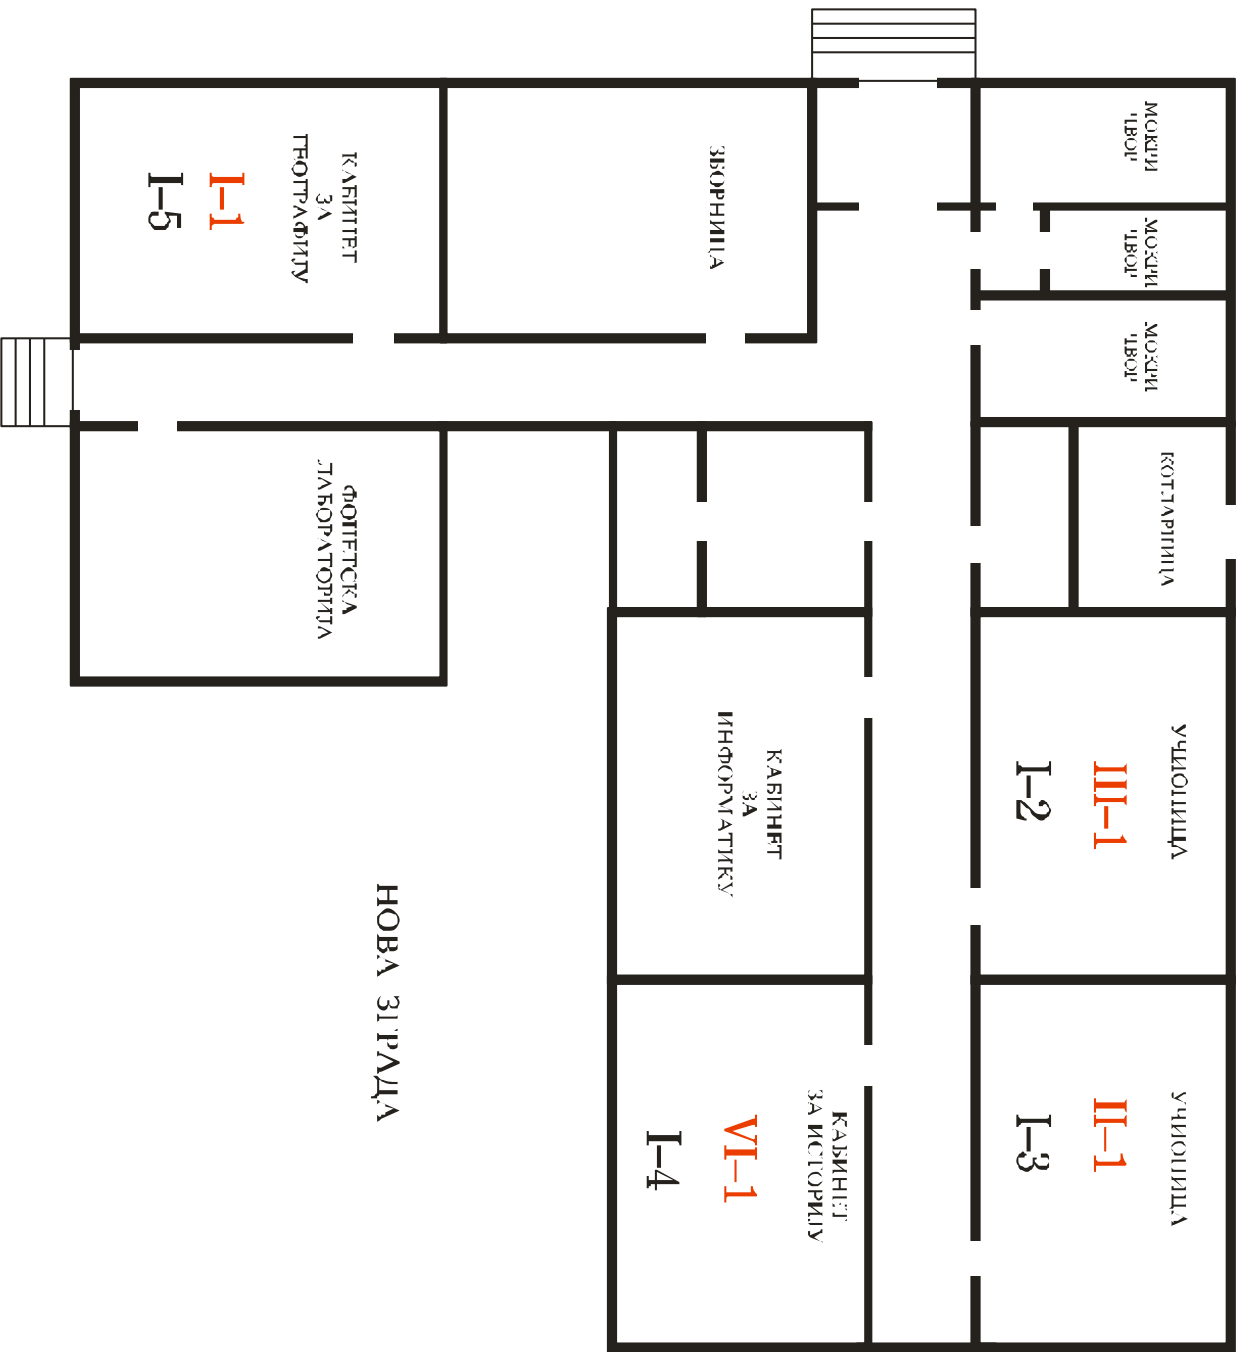 КАБИНЕТ
ЗА
ГЕОГРАФИЈУ
I–1
I–5
ЗБОРНИЦА
МОКРИ
ЧВОР
МОКРИ
ЧВОР
МОКРИ
ЧВОР
КОТЛАРНИЦА
ФОНЕТСКА
ЛАБОРАТОРИЈА
КАБИНЕТ
ЗА
ИНФОРМАТИКУ
УЧИОНИЦА
III–1
I–2
УЧИОНИЦА
II–1
I–3
КАБИНЕТ
ЗА ИСТОРИЈУ
VI–1
I–4
НОВА ЗГРАДА